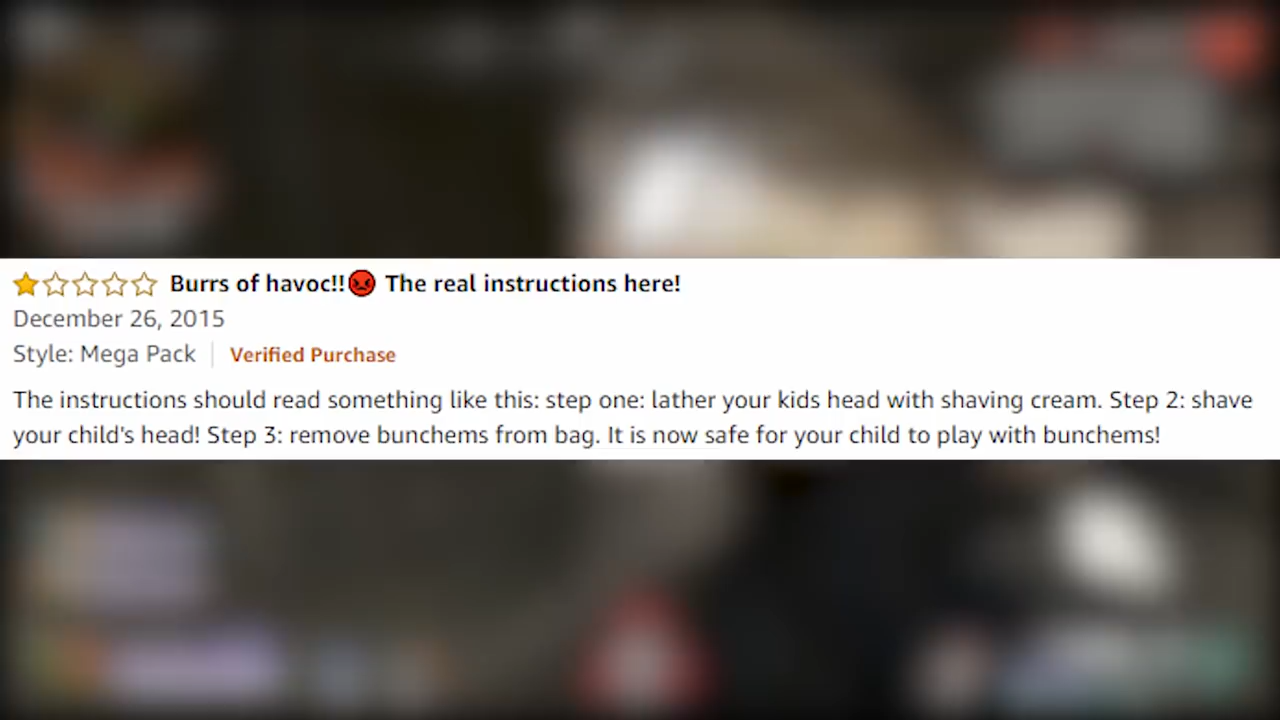 Burrs of havoc!!😡 The real instructions here!
December 26, 2015
Style: Mega Pack | Verified Purchase
The instructions should read something like this: step one: lather your kids head with shaving cream. Step 2: shave
your child's head! Step 3: remove bunchems from bag. It is now safe for your child to play with bunchems!